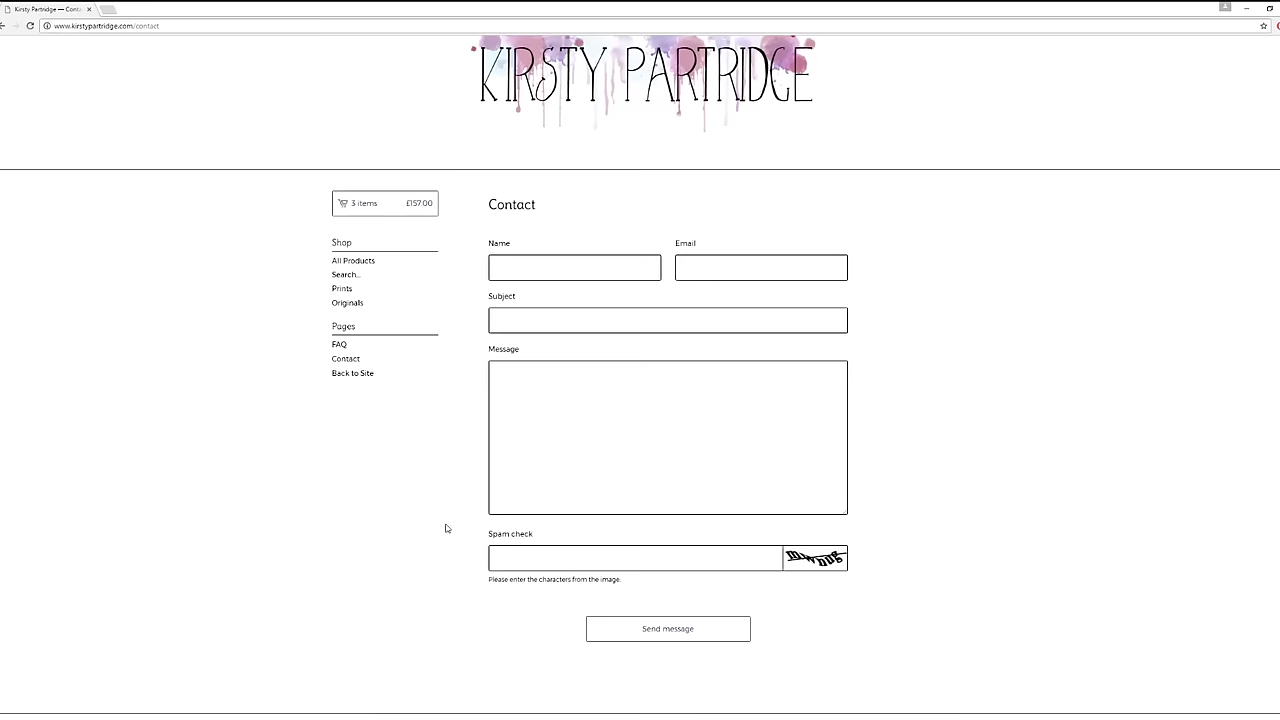 Kirsty Partridge — Conta
www.kirstypartridge.com/contact
KIRSTY PARTRIDGE
3 items £157.00
Contact
Shop
All Products
Search...
Prints
Originals
Pages
FAQ
Contact
Back to Site
Name Email
Subject
Message
Spam check
Please enter the characters from the image.
Send message